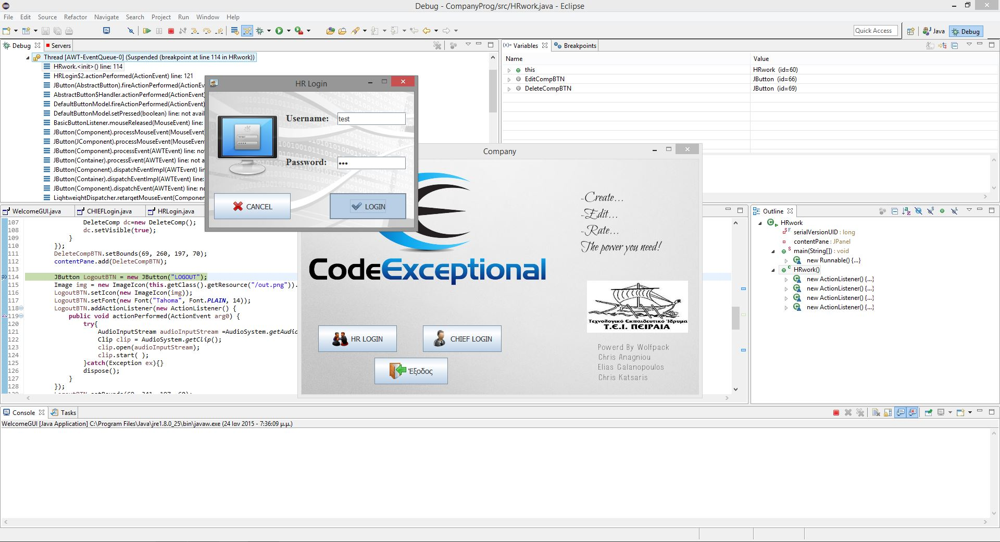 Debug - CompanyProg/src/HRwork.java - Eclipse
File Edit Source Refactor Navigate Search Project Run Window Help
Quick Access Java Debug
Debug Servers
Thread [AWT-EventQueue-0] (Suspended (breakpoint at line 114 in HRwork))
HRwork.<init>() line: 114
HRLogin$2.actionPerformed(ActionEvent) line: 121
JButton(AbstractButton).fireActionPerformed(ActionEv
AbstractButton$Handler.actionPerformed(ActionEvent)
DefaultButtonModel.fireActionPerformed(ActionEvent)
DefaultButtonModel.setPressed(boolean) line: not avail
BasicButtonListener.mouseReleased(MouseEvent) line:
JButton(Component).processMouseEvent(MouseEvent)
JButton(JComponent).processMouseEvent(MouseEvent
JButton(Component).processEvent(AWTEvent) line: not
JButton(Container).processEvent(AWTEvent) line: not a
JButton(Component).dispatchEventImpl(AWTEvent) lin
JButton(Container).dispatchEventImpl(AWTEvent) line:
JButton(Component).dispatchEvent(AWTEvent) line: no
LightweightDispatcher.retargetMouseEvent(Componen
(x)= Variables Breakpoints
Name Value
this HRwork (id=60)
EditCompBTN JButton (id=66)
DeleteCompBTN JButton (id=69)
HR Login
Username: test
Password: •••
CANCEL LOGIN
Company
-Create...
-Edit...
-Rate...
The power you need!
CodeExceptional
Τεχνολογικό Εκπαιδευτικό Ίδρυμα
Τ.Ε.Ι. ΠΕΙΡΑΙΑ
HR LOGIN CHIEF LOGIN
Έξοδος
Powerd By Wolfpack
Chris Anagniou
Elias Galanopoulos
Chris Katsaris
WelcomeGUI.java CHIEFLogin.java HRLogin.java
107 DeleteComp dc=new DeleteComp();
108 dc.setVisible(true);
109 }
110 });
111 DeleteCompBTN.setBounds(69, 260, 197, 70);
112 contentPane.add(DeleteCompBTN);
113
114 JButton LogoutBTN = new JButton("LOGOUT");
115 Image img = new ImageIcon(this.getClass().getResource("/out.png")).
116 LogoutBTN.setIcon(new ImageIcon(img));
117 LogoutBTN.setFont(new Font("Tahoma", Font.PLAIN, 14));
118 LogoutBTN.addActionListener(new ActionListener() {
119 public void actionPerformed(ActionEvent arg0) {
120 try{
121 AudioInputStream audioInputStream =AudioSystem.getAudio
122 Clip clip = AudioSystem.getClip();
123 clip.open(audioInputStream);
124 clip.start( );
125 }catch(Exception ex){}
126 dispose();
127 }
128 });
Outline
HRwork
serialVersionUID : long
contentPane : JPanel
main(String[]) : void
new Runnable() {...}
HRwork()
new ActionListener() {...}
new ActionListener() {...}
new ActionListener() {...}
new ActionListener() {...}
Console Tasks
WelcomeGUI [Java Application] C:\Program Files\Java\jre1.8.0_25\bin\javaw.exe (24 Ιαν 2015 - 7:36:09 μ.μ.)